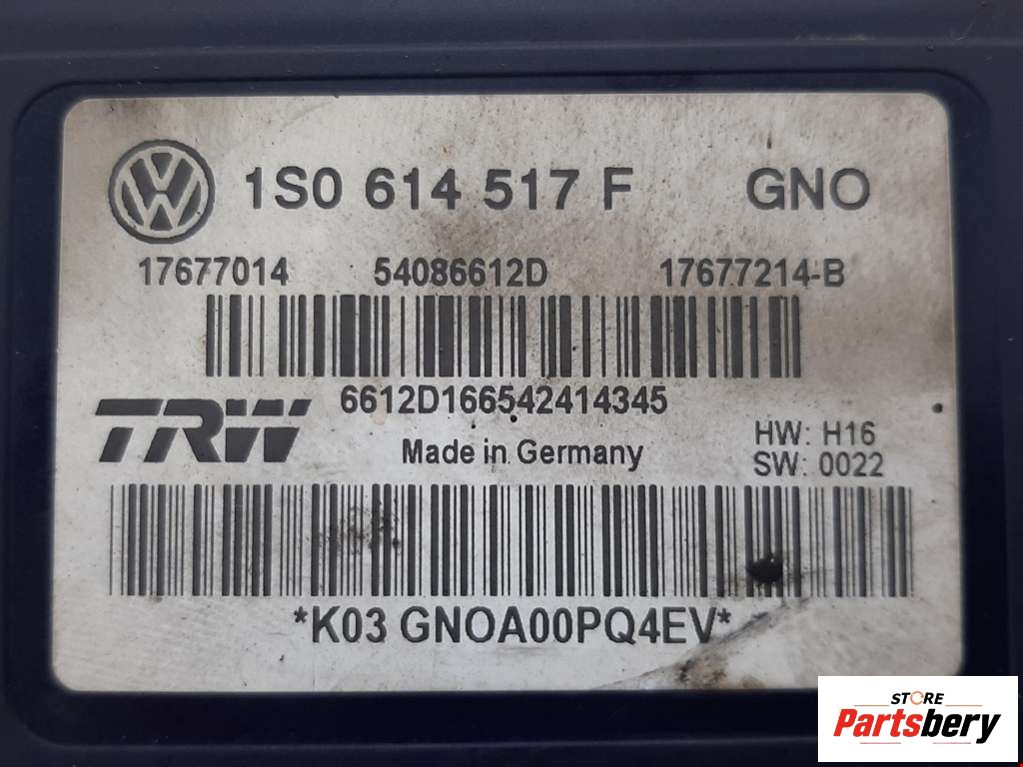 1S0 614 517 F GNO
17677014 54086612D 17677214-B
6612D166542414345
TRW
Made in Germany
HW: H16
SW: 0022
*K03 GNOA00PQ4EV*
STORE
Partsbery